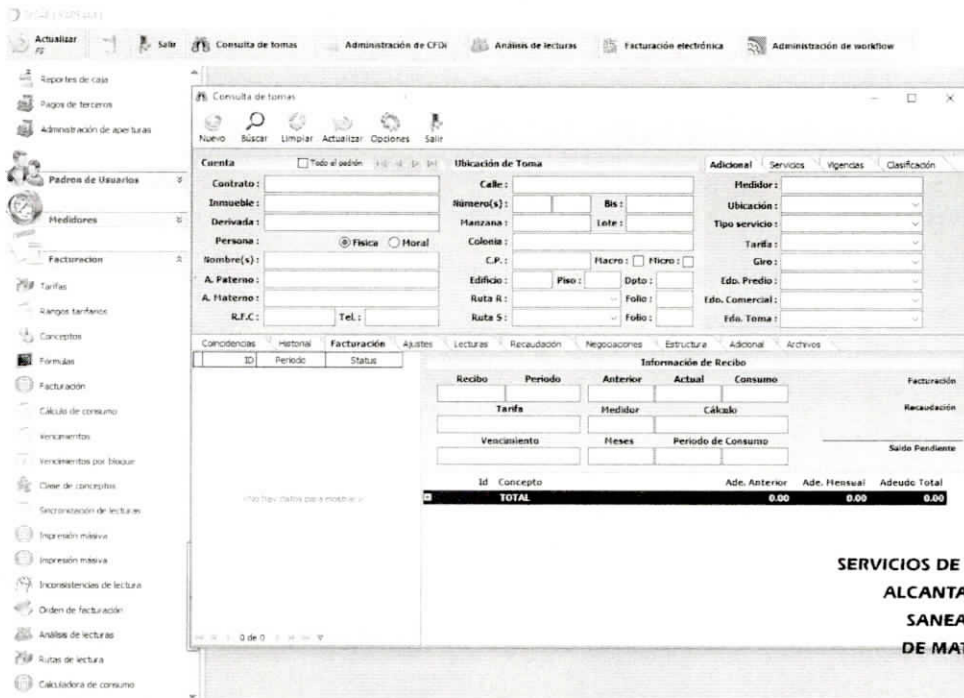 Actualizar
F5
Salir
Consulta de tomas
Administración de CFDi
Análisis de lecturas
Facturación electrónica
Administración de workflow
Reportes de caja
Pagos de terceros
Administración de aperturas
Padron de Usuarios
Medidores
Facturacion
Tarifas
Rangos tarifarios
Conceptos
Fórmulas
Facturación
Cálculo de consumo
Vencimientos
Vencimientos por bloque
Clase de conceptos
Sincronización de lecturas
Impresión másiva
Impresión másiva
Inconsistencias de lectura
Orden de facturación
Análisis de lecturas
Rutas de lectura
Calculadora de consumo
Consulta de tomas
Nuevo Búscar Limpiar Actualizar Opciones Salir
Cuenta
Todo el padrón
Contrato :
Inmueble :
Derivada :
Persona : Física Moral
Nombre(s) :
A. Paterno :
A. Materno :
R.F.C : Tel. :
Ubicación de Toma
Calle :
Número(s) : Bis :
Manzana : Lote :
Colonia :
C.P. : Macro : Micro :
Edificio : Piso : Dpto :
Ruta R : Folio :
Ruta S : Folio :
Adicional Servicios Vigencias Clasificación
Medidor :
Ubicación :
Tipo servicio :
Tarifa :
Giro :
Edo. Predio :
Edo. Comercial :
Edo. Toma :
Coincidencias Historial Facturación Ajustes Lecturas Recaudación Negociaciones Estructura Adicional Archivos
ID Periodo Status
<No hay datos para mostrar>
0 de 0
Información de Recibo
Recibo Periodo Anterior Actual Consumo
Tarifa Medidor Cálculo
Vencimiento Meses Periodo de Consumo
Facturación
Recaudación
Saldo Pendiente
Id Concepto Ade. Anterior Ade. Mensual Adeudo Total
TOTAL 0.00 0.00 0.00
SERVICIOS DE
ALCANTA
SANEA
DE MAT